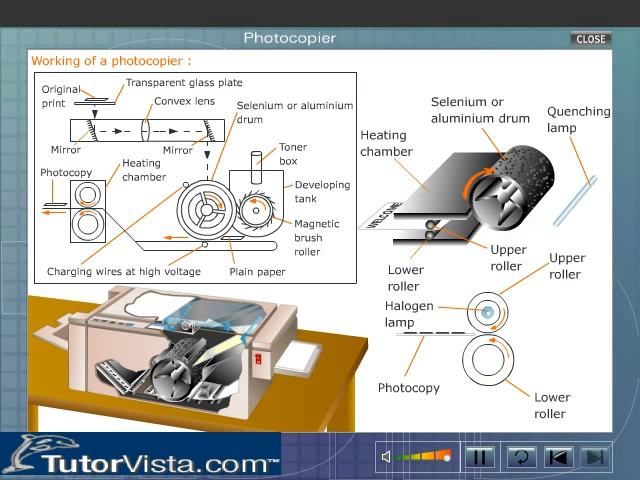 Photocopier
CLOSE
Working of a photocopier :
Original
print
Transparent glass plate
Convex lens
Selenium or aluminium
drum
Mirror
Mirror
Toner
box
Photocopy
Heating
chamber
Developing
tank
Magnetic
brush
roller
Charging wires at high voltage
Plain paper
Selenium or
aluminium drum
Quenching
lamp
Heating
chamber
WELCOME
Upper
roller
Lower
roller
Upper
roller
Halogen
lamp
Photocopy
Lower
roller
TutorVista.com™